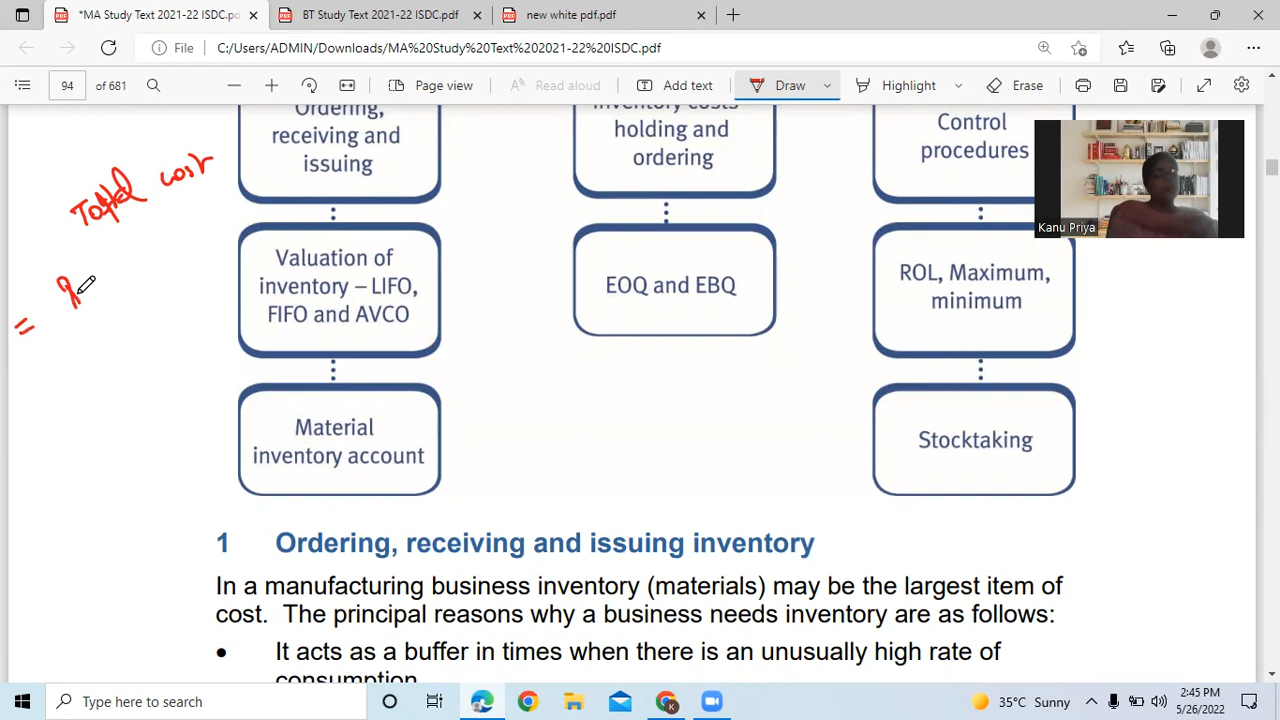 *MA Study Text 2021-22 ISDC.pd
BT Study Text 2021-22 ISDC.pdf
new white pdf.pdf
File
C:/Users/ADMIN/Downloads/MA%20Study%20Text%202021-22%20ISDC.pdf
94 of 681
Page view
Read aloud
Add text
Draw
Highlight
Erase
Ordering,
receiving and
issuing
inventory costs
holding and
ordering
Control
procedures
Kanu Priya
Total cost
=
Valuation of
inventory – LIFO,
FIFO and AVCO
EOQ and EBQ
ROL, Maximum,
minimum
Material
inventory account
Stocktaking
1 Ordering, receiving and issuing inventory
In a manufacturing business inventory (materials) may be the largest item of
cost. The principal reasons why a business needs inventory are as follows:
• It acts as a buffer in times when there is an unusually high rate of
consumption.
Type here to search
35°C Sunny
2:45 PM
5/26/2022